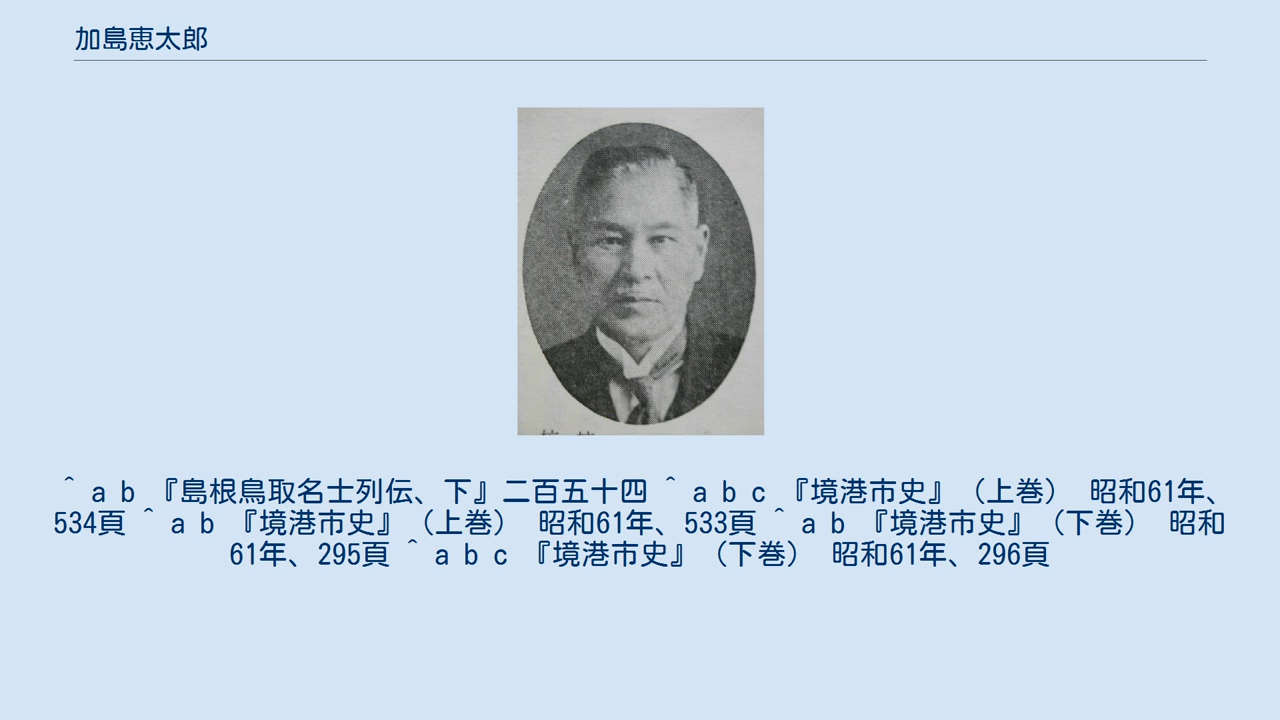 加島恵太郎
^ a b 『島根鳥取名士列伝、下』二百五十四 ^ a b c 『境港市史』（上巻） 昭和61年、
534頁 ^ a b 『境港市史』（上巻） 昭和61年、533頁 ^ a b 『境港市史』（下巻） 昭和
61年、295頁 ^ a b c 『境港市史』（下巻） 昭和61年、296頁